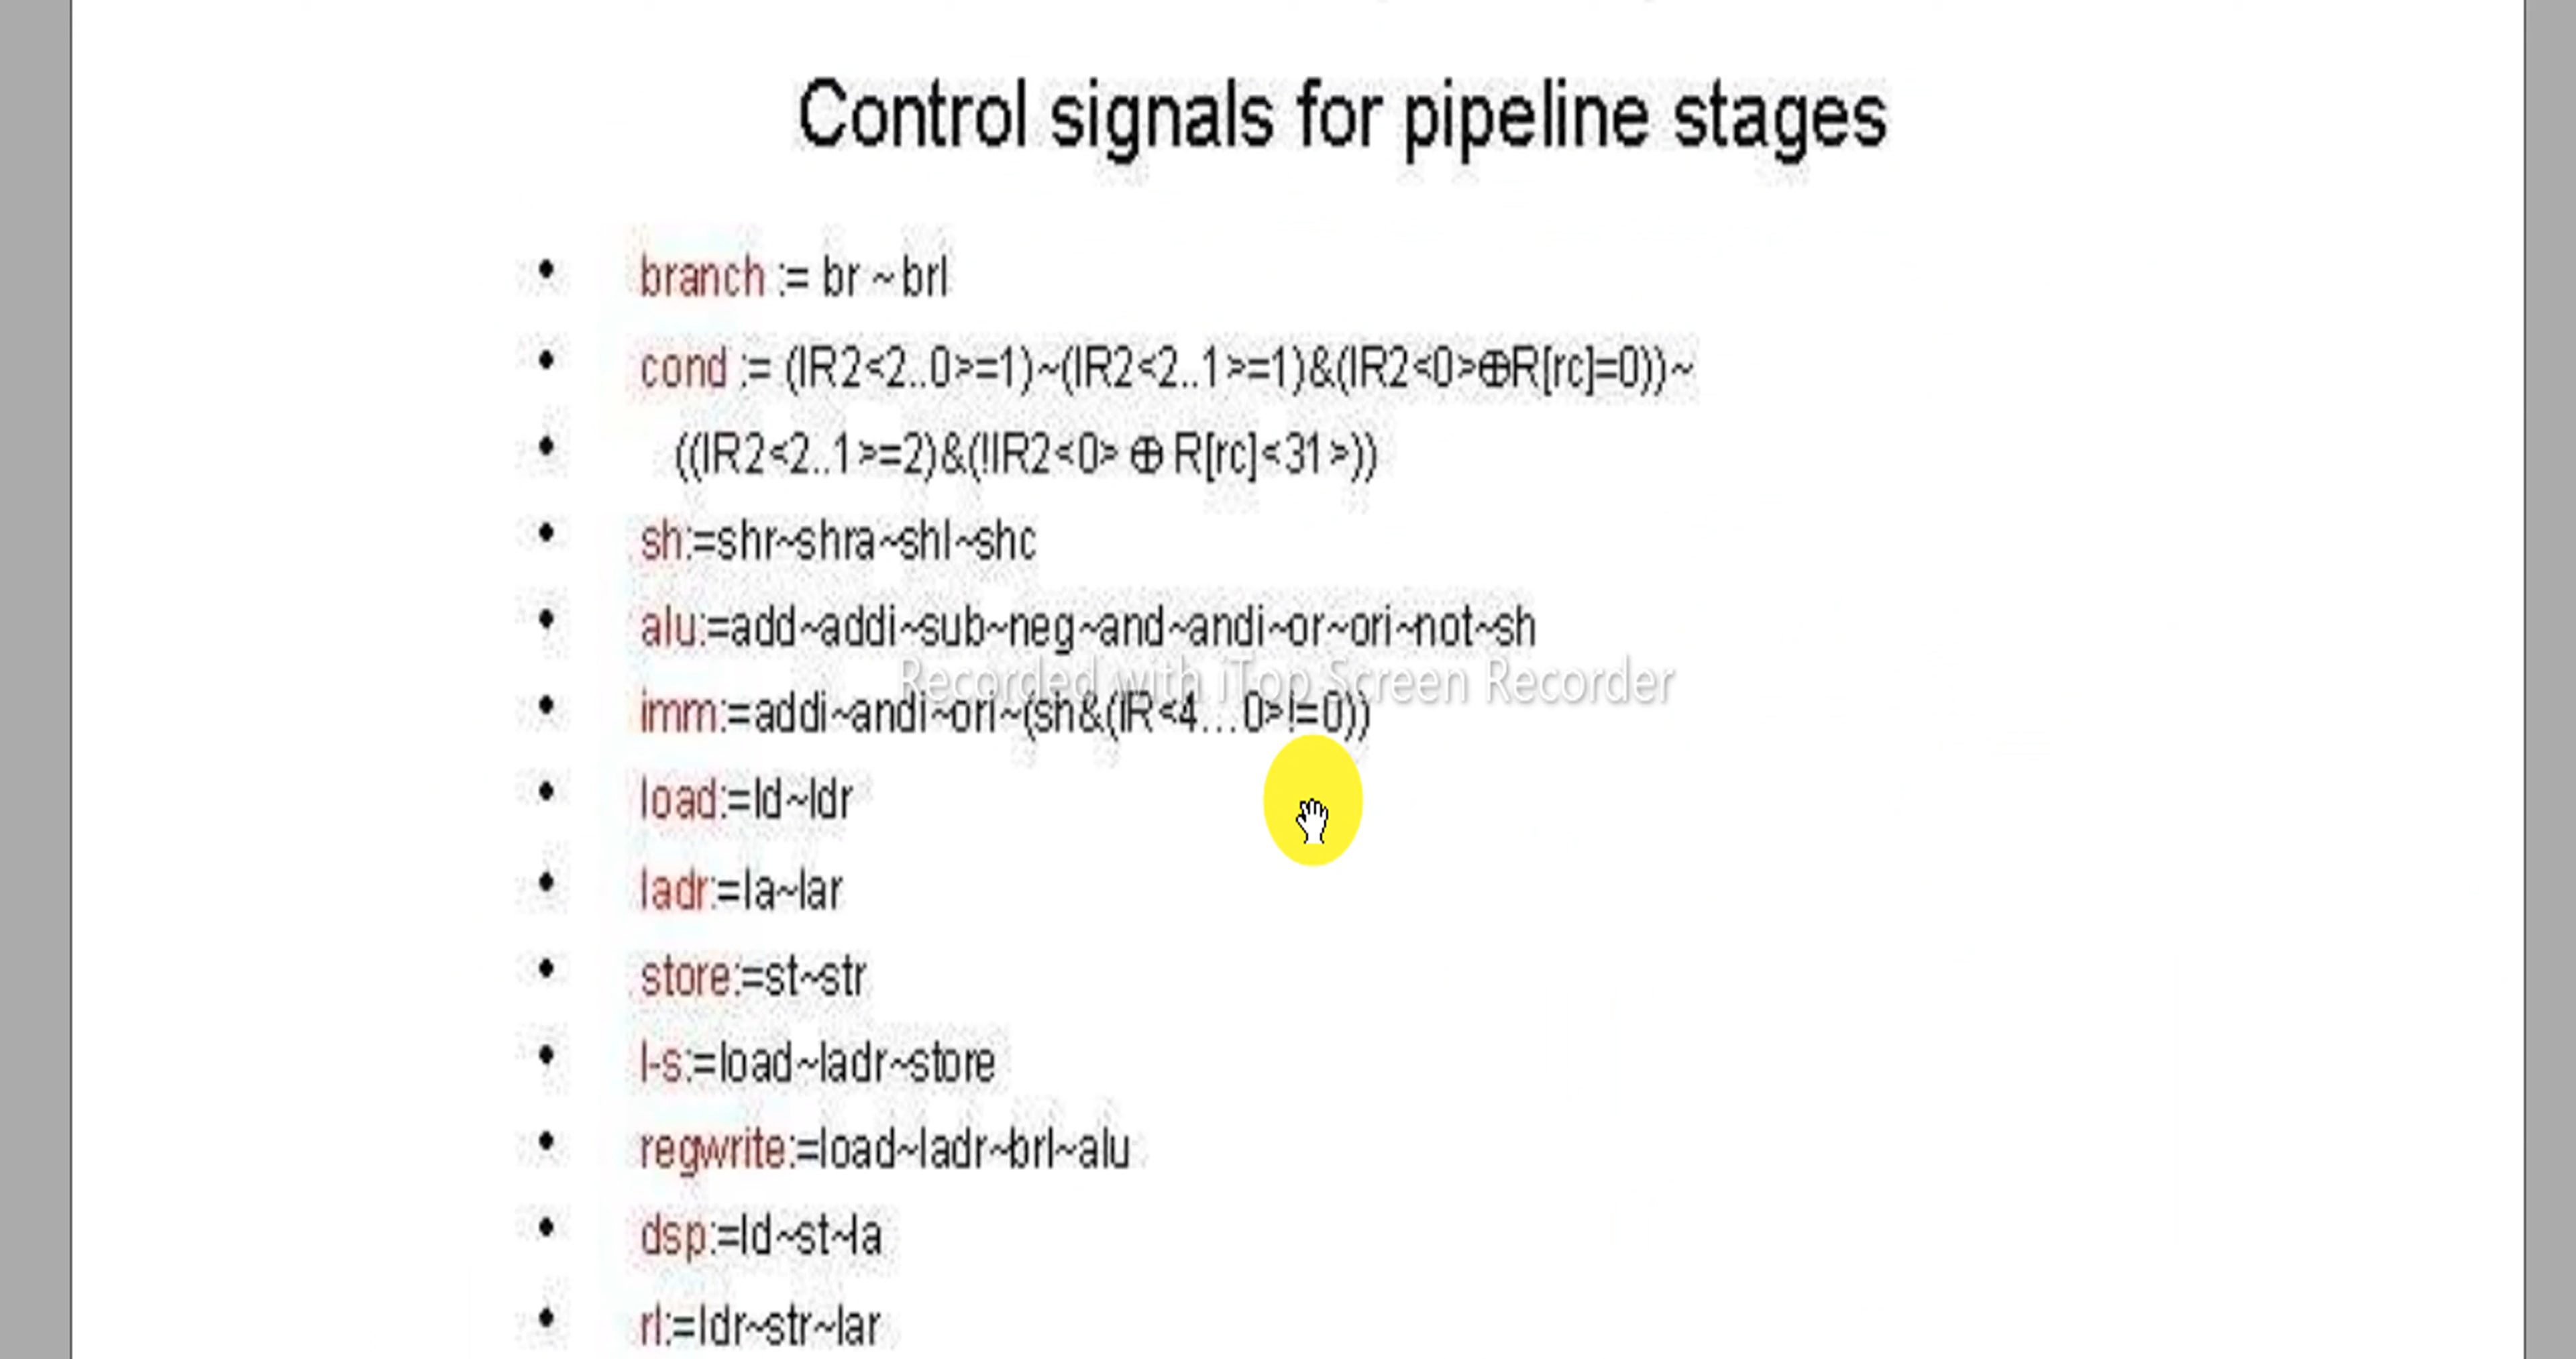 Control signals for pipeline stages
• branch := br ~ brl
• cond := (IR2<2..0>=1)~(IR2<2..1>=1)&(IR2<0>⊕R[rc]=0))~
• ((IR2<2..1>=2)&(!IR2<0> ⊕ R[rc]<31>))
• sh:=shr~shra~shl~shc
• alu:=add~addi~sub~neg~and~andi~or~ori~not~sh
Recorded with iTop Screen Recorder
• imm:=addi~andi~ori~(sh&(IR<4...0>!=0))
• load:=ld~ldr
• ladr:=la~lar
• store:=st~str
• l-s:=load~ladr~store
• regwrite:=load~ladr~brl~alu
• dsp:=ld~st~la
• rl:=ldr~str~lar